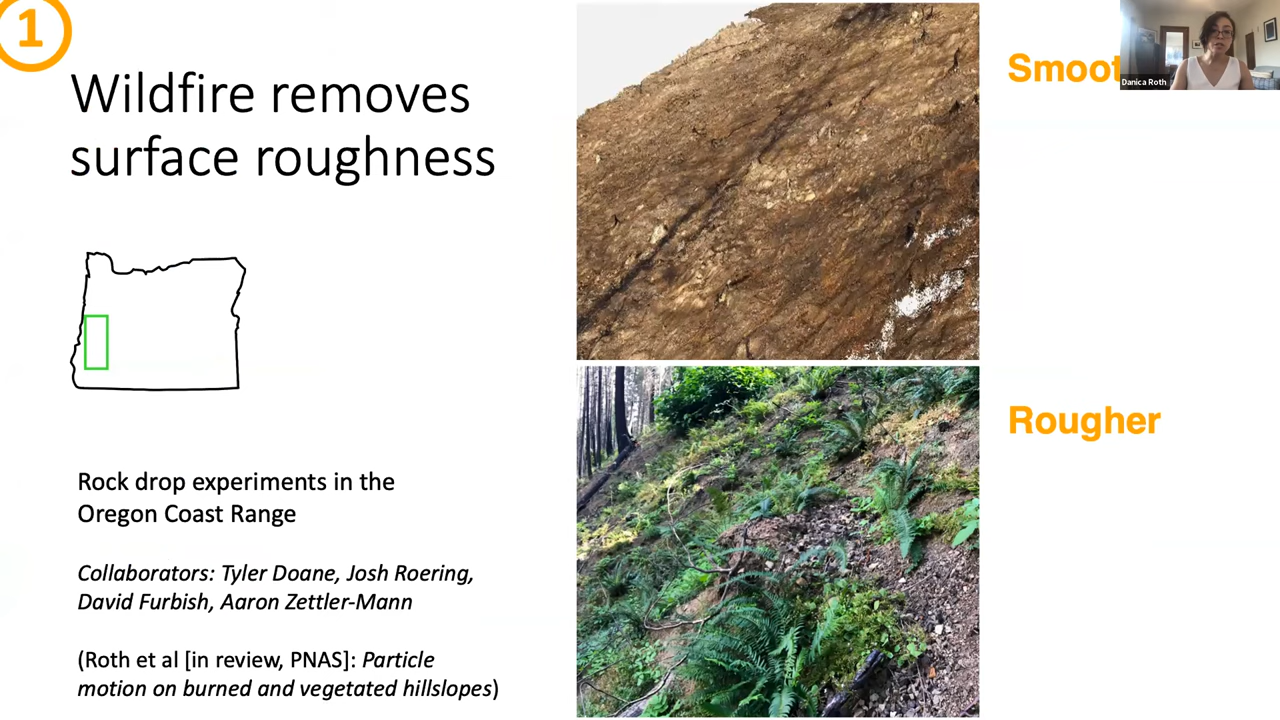 1
Wildfire removes
surface roughness
Rock drop experiments in the
Oregon Coast Range
Collaborators: Tyler Doane, Josh Roering,
David Furbish, Aaron Zettler-Mann
(Roth et al [in review, PNAS]: Particle
motion on burned and vegetated hillslopes)
Smoot
Danica Roth
Rougher